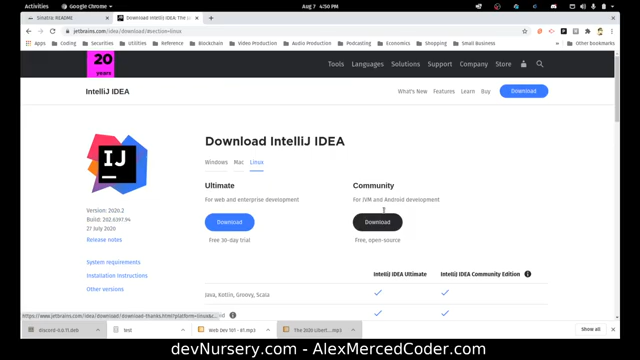 Activities
Google Chrome
Aug 7 4:50 PM
Sinatra: README
Download IntelliJ IDEA: The
jetbrains.com/idea/download/#section=linux
Apps
Business
Utilities
Reference
Blockchain
Video Production
Audio Production
Podcasting
Economics
Shopping
Small Business
Other bookmarks
20
years
Tools Languages Solutions Support Company Store
IntelliJ IDEA
What's New Features Learn Buy Download
Download IntelliJ IDEA
Windows Mac Linux
IJ
Ultimate
Community
For web and enterprise development
For JVM and Android development
Download
Download
Free 30-day trial
Free, open-source
Version: 2020.2
Build: 202.6397.94
27 July 2020
Release notes
System requirements
Installation Instructions
Other versions
IntelliJ IDEA Ultimate
IntelliJ IDEA Community Edition
Java, Kotlin, Groovy, Scala
https://www.jetbrains.com/idea/download/download-thanks.html?platform=linux&c...
discord-0.0.11.deb
test
Web Dev 101 - #1.mp3
The 2020 Libert....mp3
Show all
devNursery.com - AlexMercedCoder.com